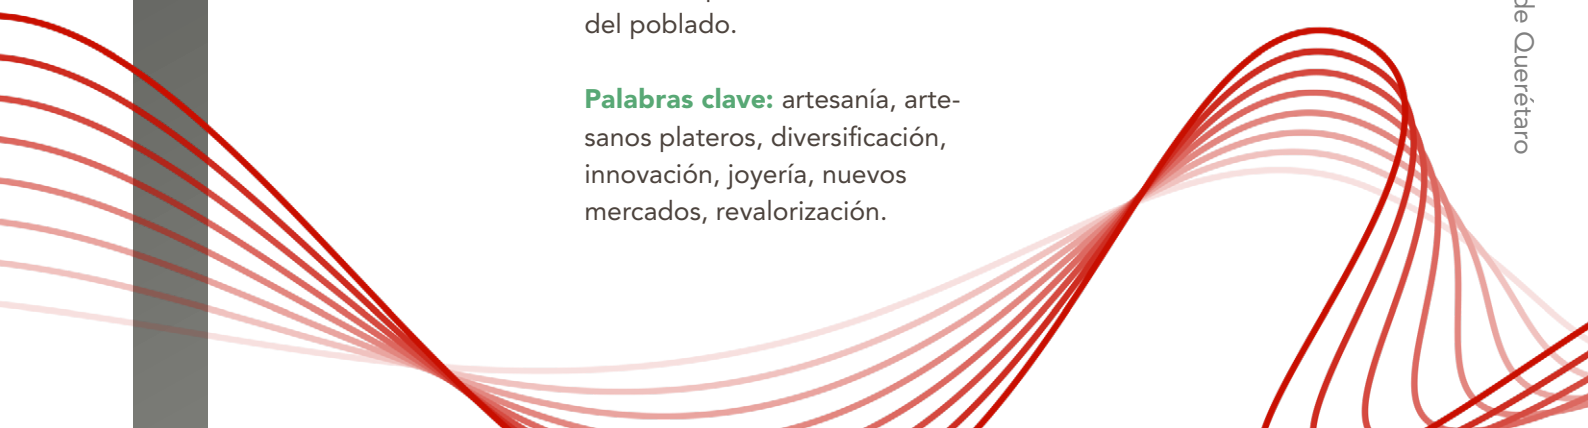 del poblado.
Palabras clave: artesanía, arte-
sanos plateros, diversificación,
innovación, joyería, nuevos
mercados, revalorización.
de Querétaro